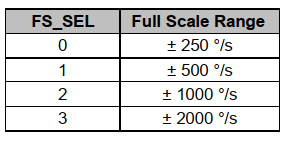 FS_SEL Full Scale Range
0 ± 250 °/s
1 ± 500 °/s
2 ± 1000 °/s
3 ± 2000 °/s